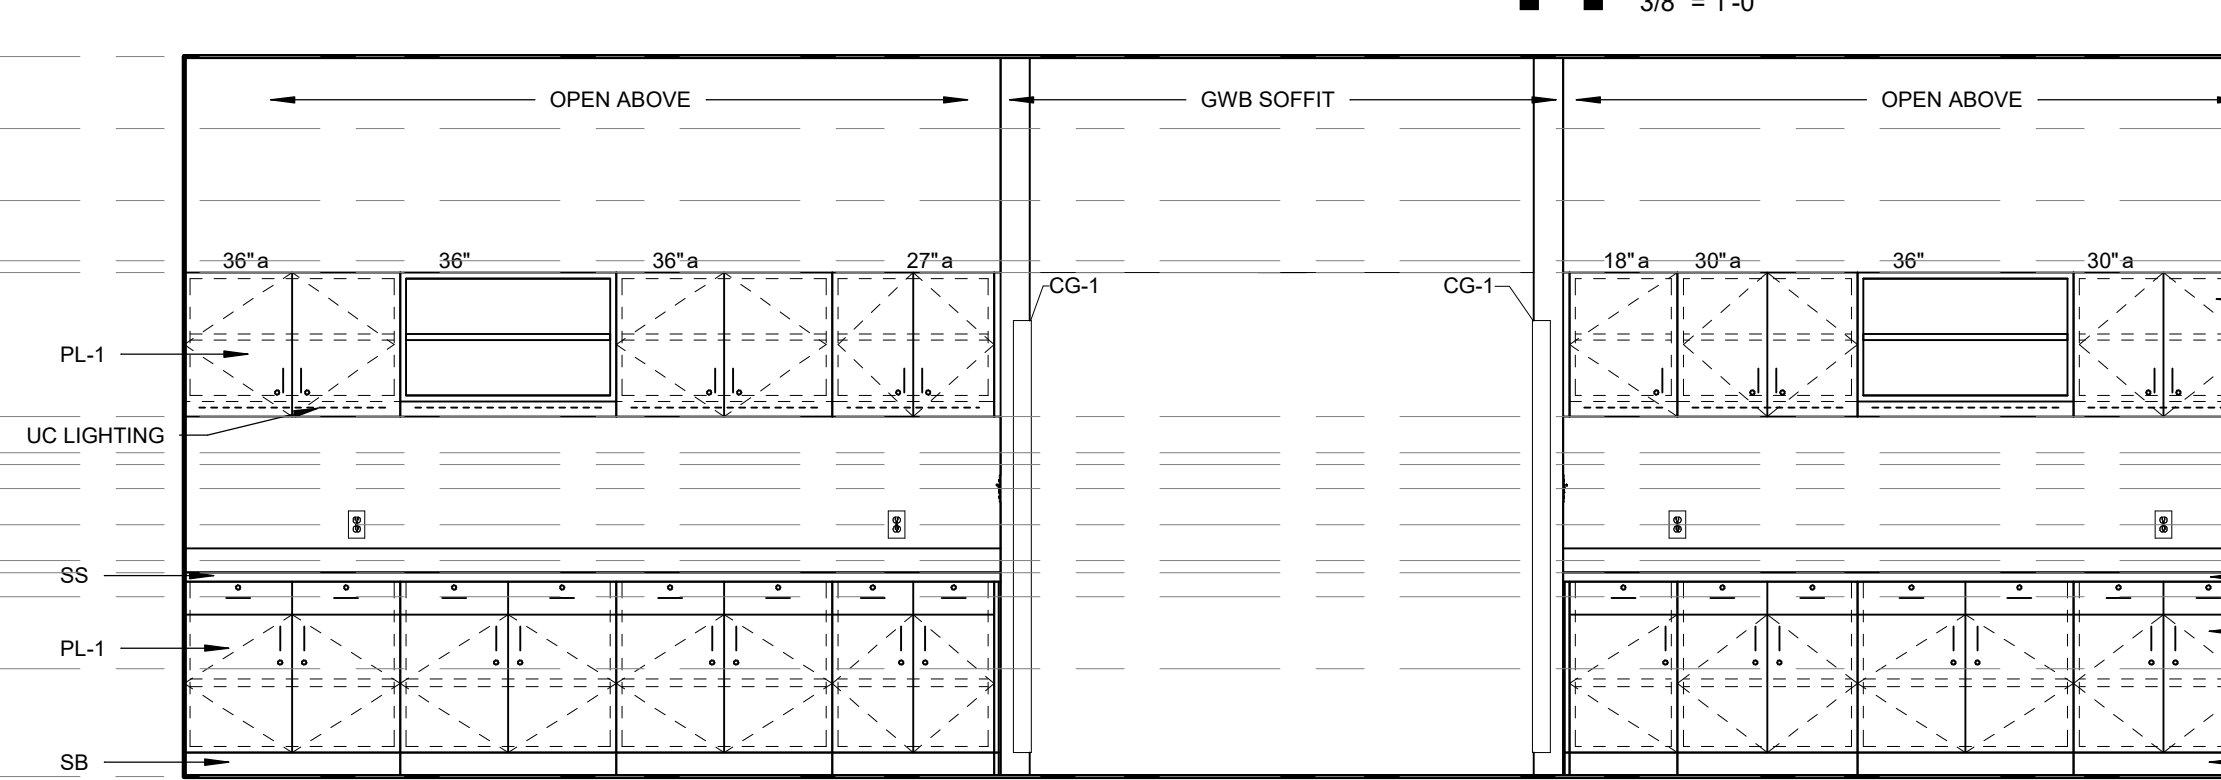 3/8" = 1'-0"
OPEN ABOVE
GWB SOFFIT
OPEN ABOVE
36"a
36"
36"a
27"a
18"a
30"a
36"
30"a
CG-1
CG-1
PL-1
UC LIGHTING
SS
PL-1
SB